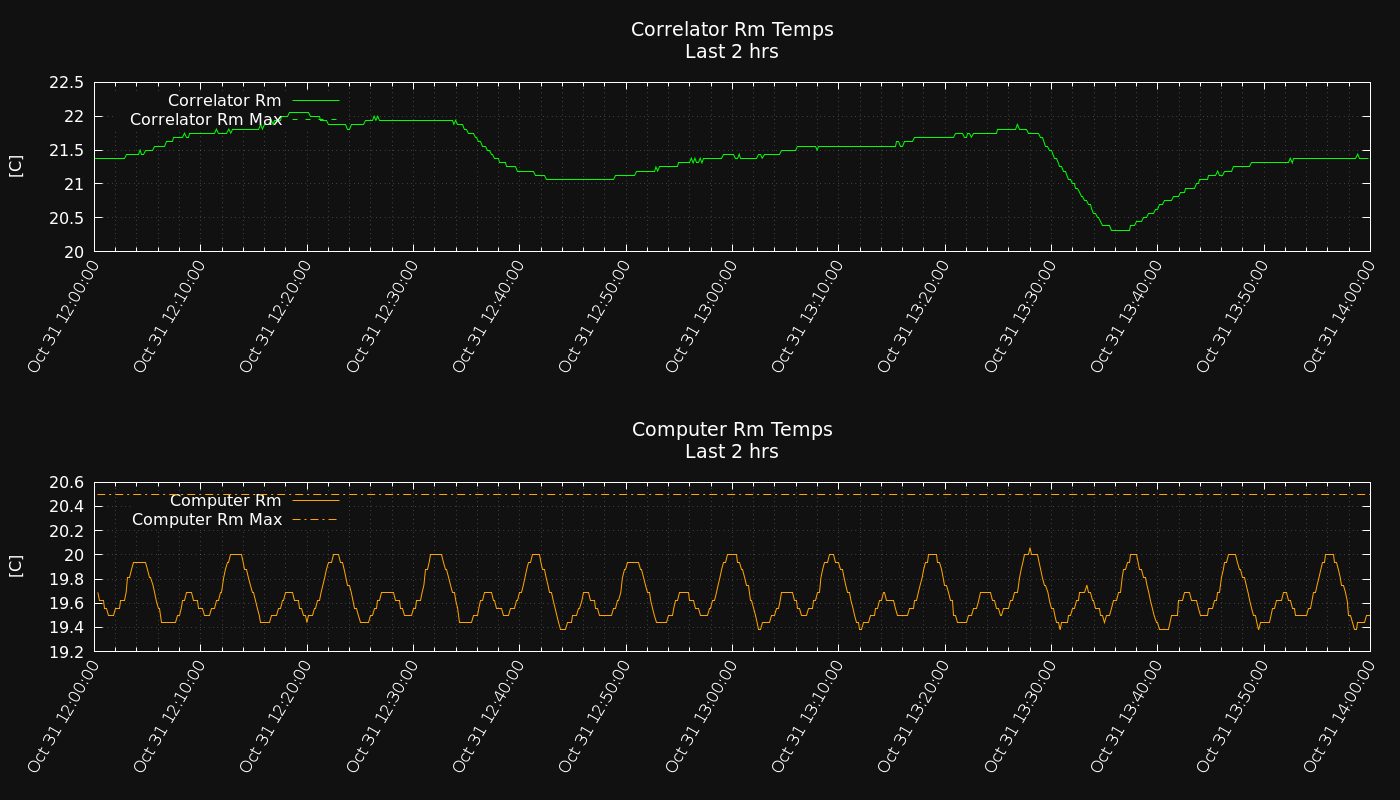 Correlator Rm Temps
Last 2 hrs
22.5
22
21.5
21
20.5
20
[C]
Correlator Rm
Correlator Rm Max
Oct 31 12:00:00
Oct 31 12:10:00
Oct 31 12:20:00
Oct 31 12:30:00
Oct 31 12:40:00
Oct 31 12:50:00
Oct 31 13:00:00
Oct 31 13:10:00
Oct 31 13:20:00
Oct 31 13:30:00
Oct 31 13:40:00
Oct 31 13:50:00
Oct 31 14:00:00
Computer Rm Temps
Last 2 hrs
20.6
20.4
20.2
20
19.8
19.6
19.4
19.2
[C]
Computer Rm
Computer Rm Max
Oct 31 12:00:00
Oct 31 12:10:00
Oct 31 12:20:00
Oct 31 12:30:00
Oct 31 12:40:00
Oct 31 12:50:00
Oct 31 13:00:00
Oct 31 13:10:00
Oct 31 13:20:00
Oct 31 13:30:00
Oct 31 13:40:00
Oct 31 13:50:00
Oct 31 14:00:00